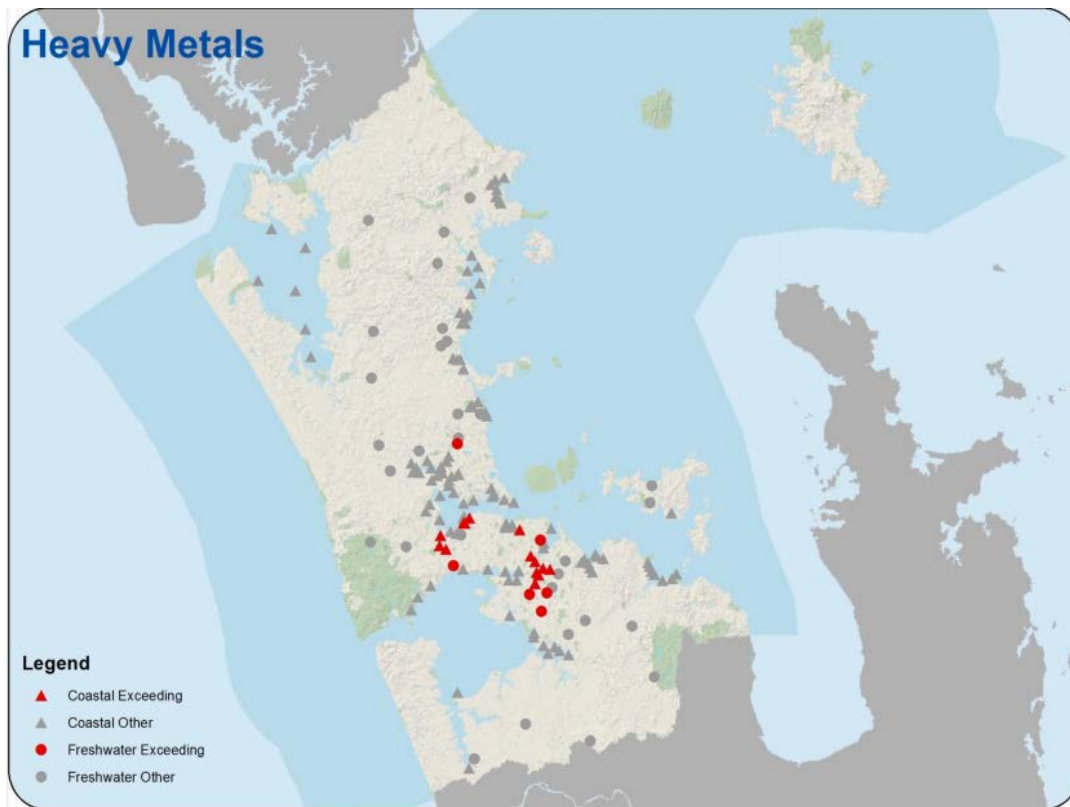 Heavy Metals
Legend
Coastal Exceeding
Coastal Other
Freshwater Exceeding
Freshwater Other